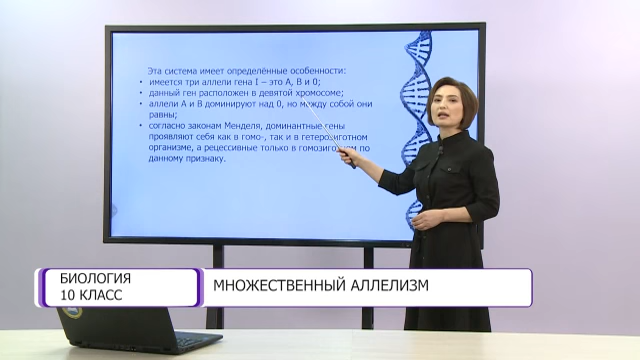 Эта система имеет определённые особенности:
• имеется три аллели гена I – это А, В и 0;
• данный ген расположен в девятой хромосоме;
• аллели А и В доминируют над 0, но между собой они
равны;
• согласно законам Менделя, доминантные гены
проявляют себя как в гомо-, так и в гетерозиготном
организме, а рецессивные только в гомозиготном по
данному признаку.
БИОЛОГИЯ
10 КЛАСС
МНОЖЕСТВЕННЫЙ АЛЛЕЛИЗМ